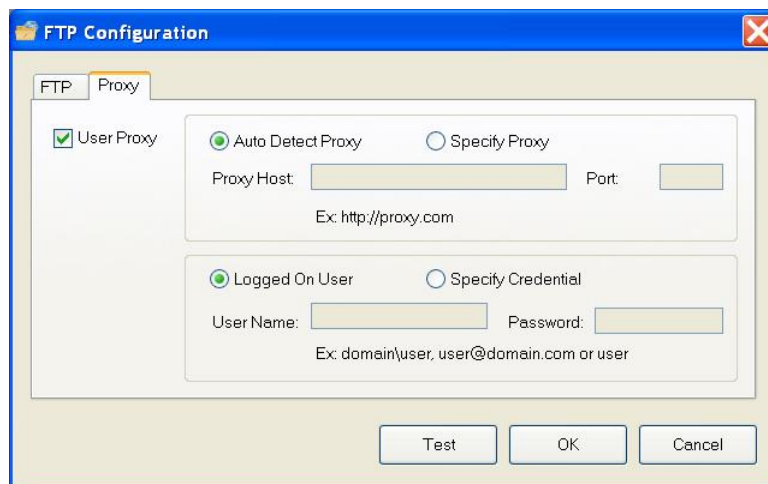 FTP Configuration
FTP Proxy
User Proxy
Auto Detect Proxy Specify Proxy
Proxy Host: Port:
Ex: http://proxy.com
Logged On User Specify Credential
User Name: Password:
Ex: domain\user, user@domain.com or user
Test OK Cancel